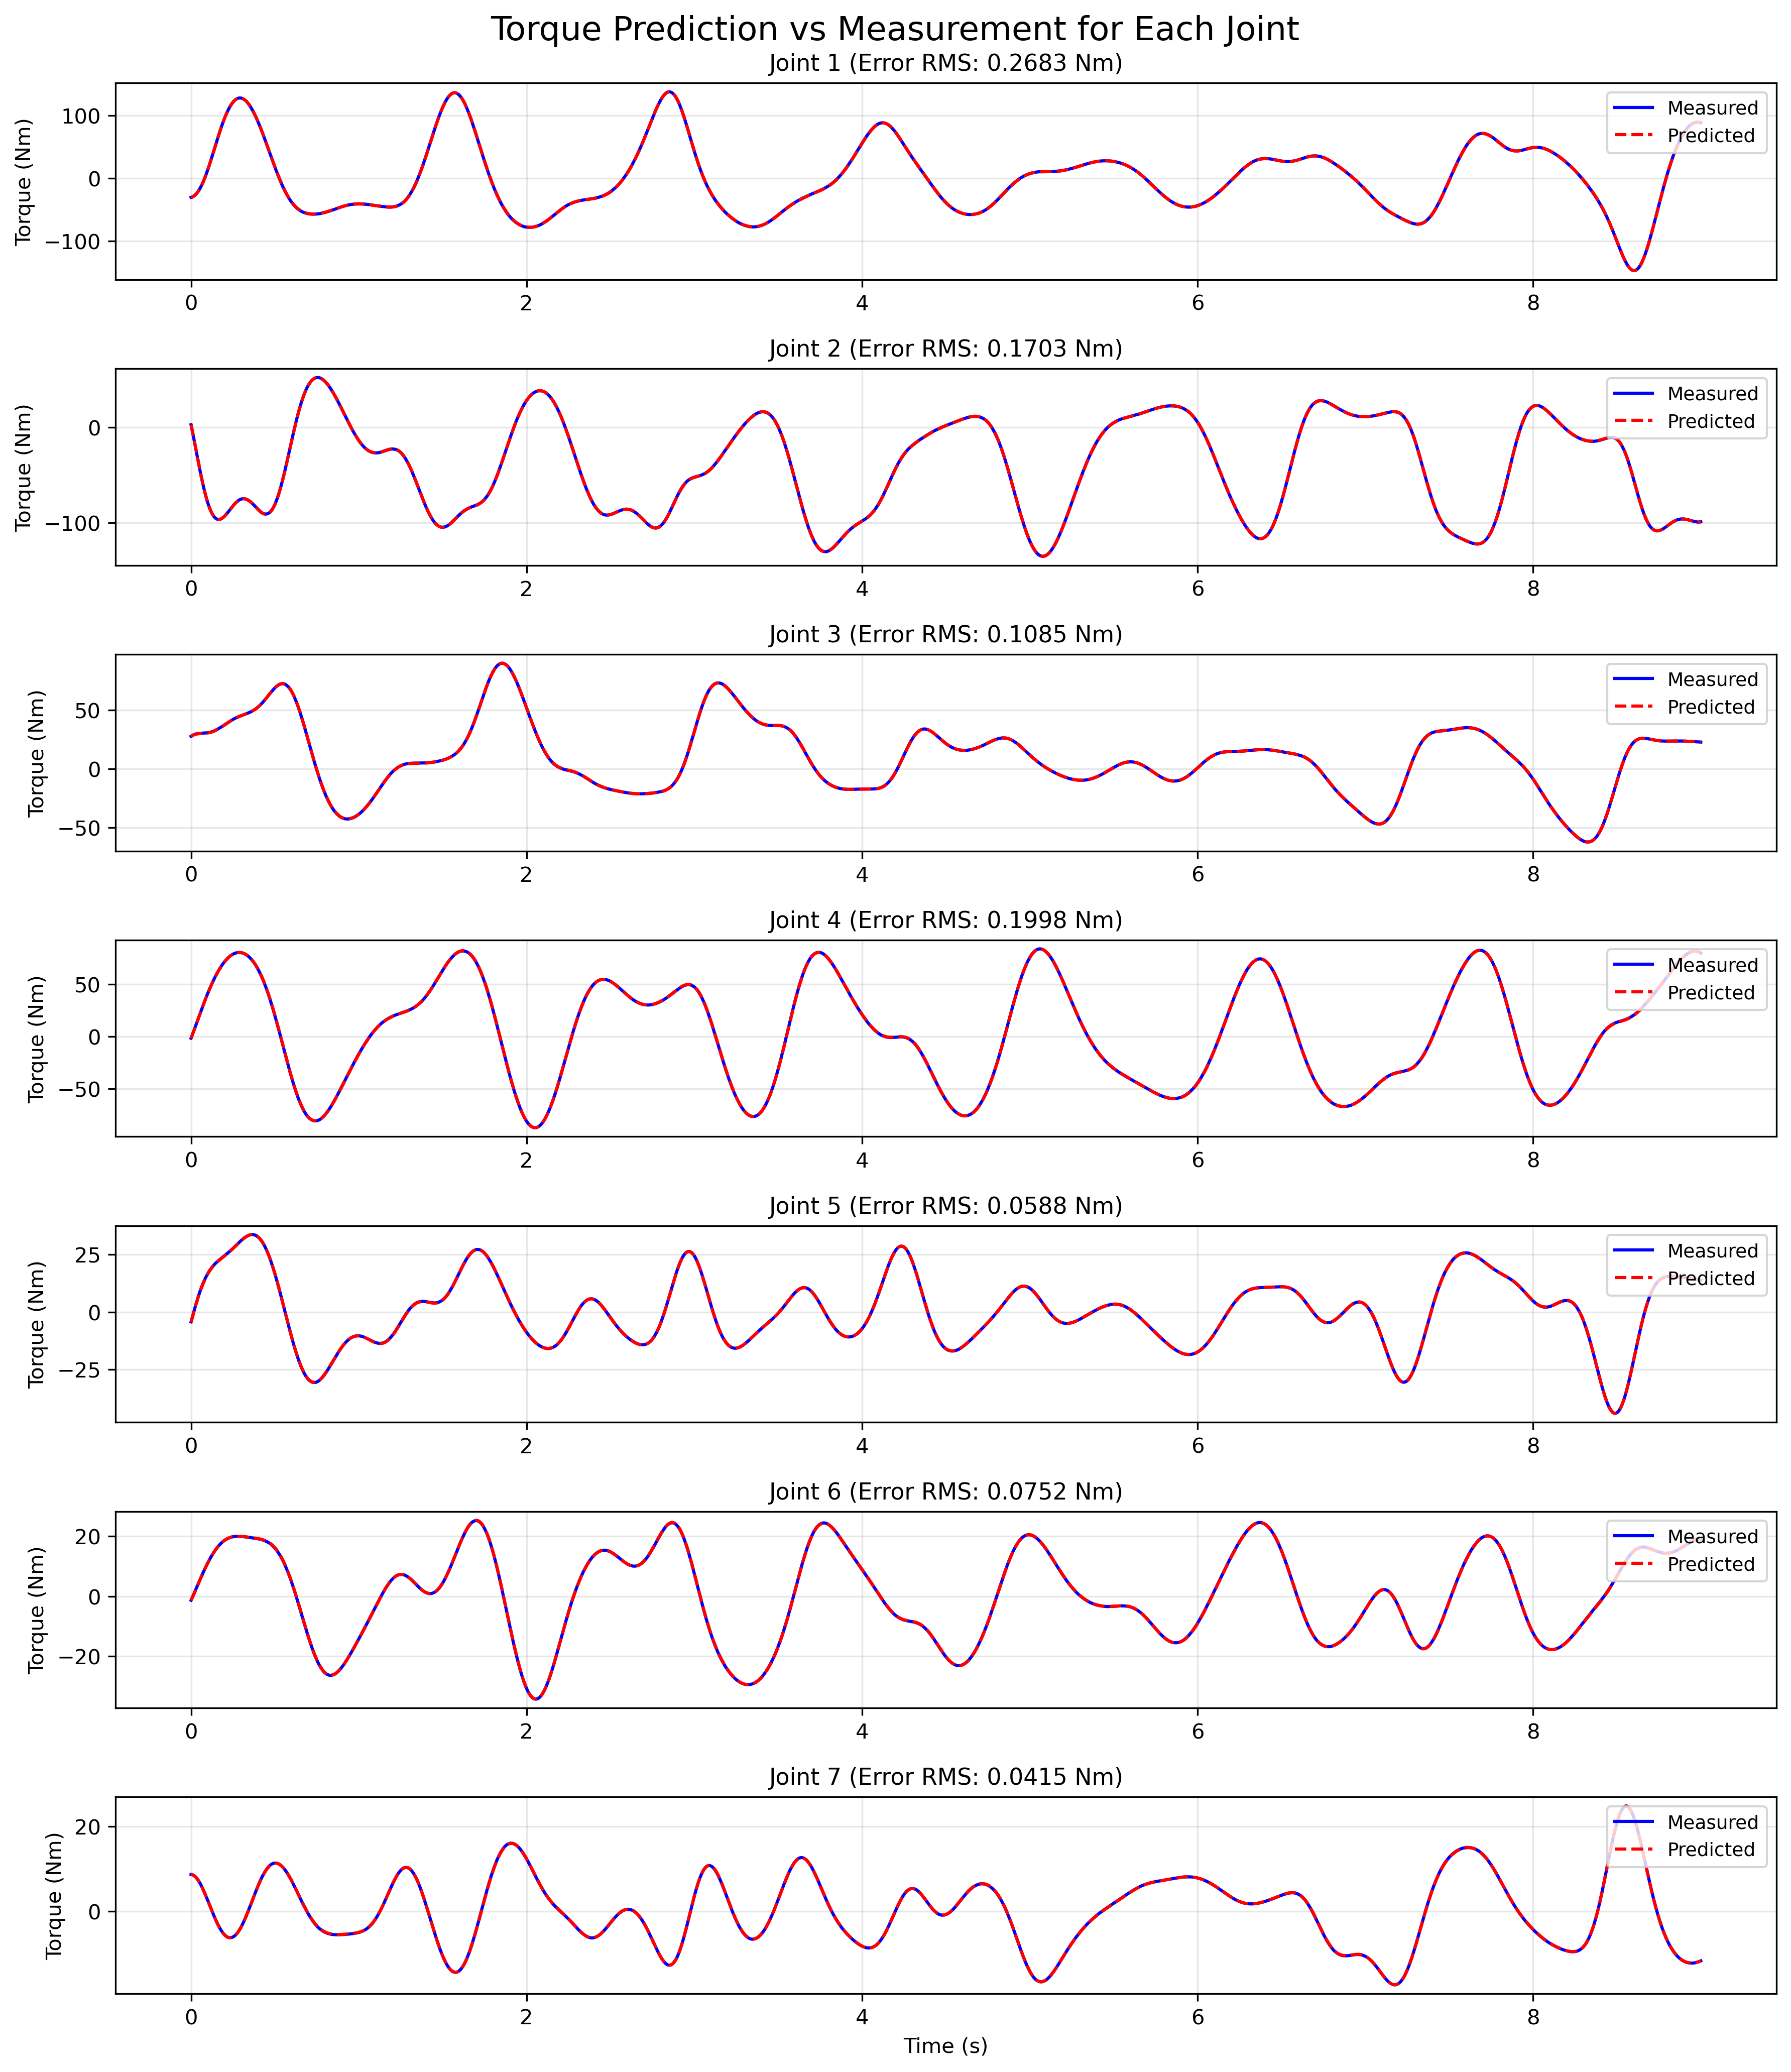 Torque Prediction vs Measurement for Each Joint
Joint 1 (Error RMS: 0.2683 Nm)
Torque (Nm)
100
0
−100
Measured
Predicted
0 2 4 6 8
Joint 2 (Error RMS: 0.1703 Nm)
Torque (Nm)
0
−100
Measured
Predicted
0 2 4 6 8
Joint 3 (Error RMS: 0.1085 Nm)
Torque (Nm)
50
0
−50
Measured
Predicted
0 2 4 6 8
Joint 4 (Error RMS: 0.1998 Nm)
Torque (Nm)
50
0
−50
Measured
Predicted
0 2 4 6 8
Joint 5 (Error RMS: 0.0588 Nm)
Torque (Nm)
25
0
−25
Measured
Predicted
0 2 4 6 8
Joint 6 (Error RMS: 0.0752 Nm)
Torque (Nm)
20
0
−20
Measured
Predicted
0 2 4 6 8
Joint 7 (Error RMS: 0.0415 Nm)
Torque (Nm)
20
0
Measured
Predicted
0 2 4 6 8
Time (s)